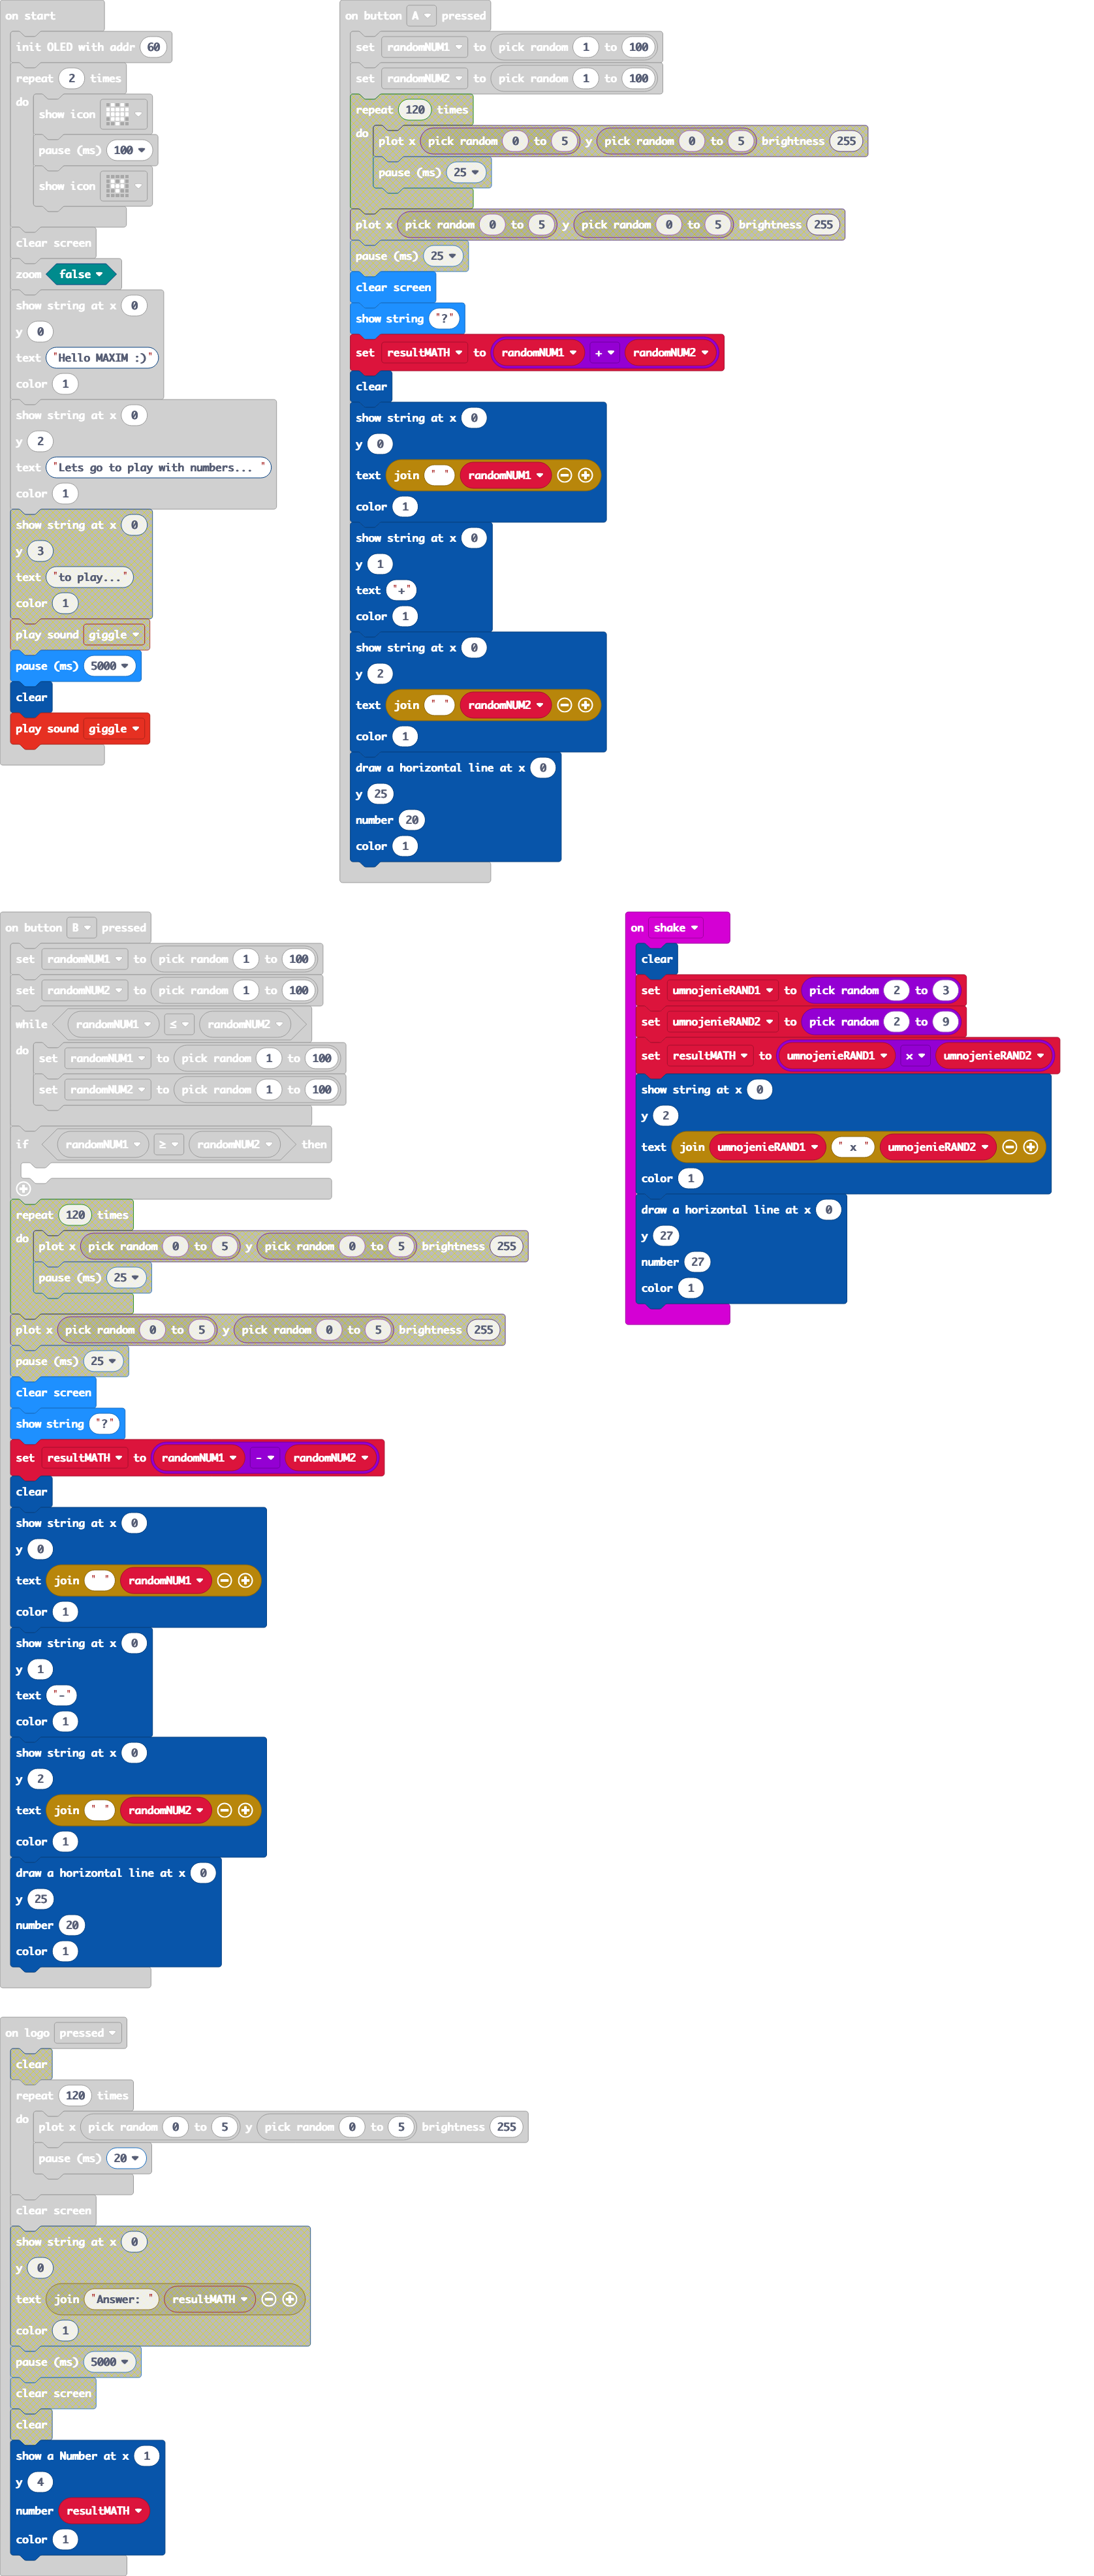 on start
init OLED with addr 60
repeat 2 times
do
show icon
pause (ms) 100
show icon
clear screen
zoom false
show string at x 0
y 0
text "Hello MAXIM :)"
color 1
show string at x 0
y 2
text "Lets go to play with numbers... "
color 1
show string at x 0
y 3
text "to play..."
color 1
play sound giggle
pause (ms) 5000
clear
play sound giggle
on button A pressed
set randomNUM1 to pick random 1 to 100
set randomNUM2 to pick random 1 to 100
repeat 120 times
do
plot x pick random 0 to 5 y pick random 0 to 5 brightness 255
pause (ms) 25
plot x pick random 0 to 5 y pick random 0 to 5 brightness 255
pause (ms) 25
clear screen
show string "?"
set resultMATH to randomNUM1 + randomNUM2
clear
show string at x 0
y 0
text join " " randomNUM1
color 1
show string at x 0
y 1
text "+"
color 1
show string at x 0
y 2
text join " " randomNUM2
color 1
draw a horizontal line at x 0
y 25
number 20
color 1
on button B pressed
set randomNUM1 to pick random 1 to 100
set randomNUM2 to pick random 1 to 100
while randomNUM1 ≤ randomNUM2
do
set randomNUM1 to pick random 1 to 100
set randomNUM2 to pick random 1 to 100
if randomNUM1 ≥ randomNUM2 then
repeat 120 times
do
plot x pick random 0 to 5 y pick random 0 to 5 brightness 255
pause (ms) 25
plot x pick random 0 to 5 y pick random 0 to 5 brightness 255
pause (ms) 25
clear screen
show string "?"
set resultMATH to randomNUM1 - randomNUM2
clear
show string at x 0
y 0
text join " " randomNUM1
color 1
show string at x 0
y 1
text "-"
color 1
show string at x 0
y 2
text join " " randomNUM2
color 1
draw a horizontal line at x 0
y 25
number 20
color 1
on shake
clear
set umnojenieRAND1 to pick random 2 to 3
set umnojenieRAND2 to pick random 2 to 9
set resultMATH to umnojenieRAND1 x umnojenieRAND2
show string at x 0
y 2
text join umnojenieRAND1 " x " umnojenieRAND2
color 1
draw a horizontal line at x 0
y 27
number 27
color 1
on logo pressed
clear
repeat 120 times
do
plot x pick random 0 to 5 y pick random 0 to 5 brightness 255
pause (ms) 20
clear screen
show string at x 0
y 0
text join "Answer: " resultMATH
color 1
pause (ms) 5000
clear screen
clear
show a Number at x 1
y 4
number resultMATH
color 1